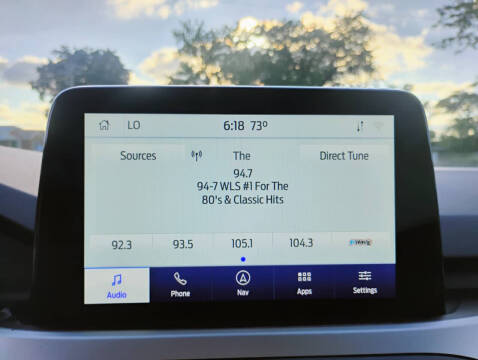 LO 6:18 73°
Sources The Direct Tune
94.7
94-7 WLS #1 For The
80's & Classic Hits
92.3 93.5 105.1 104.3
Audio Phone Nav Apps Settings